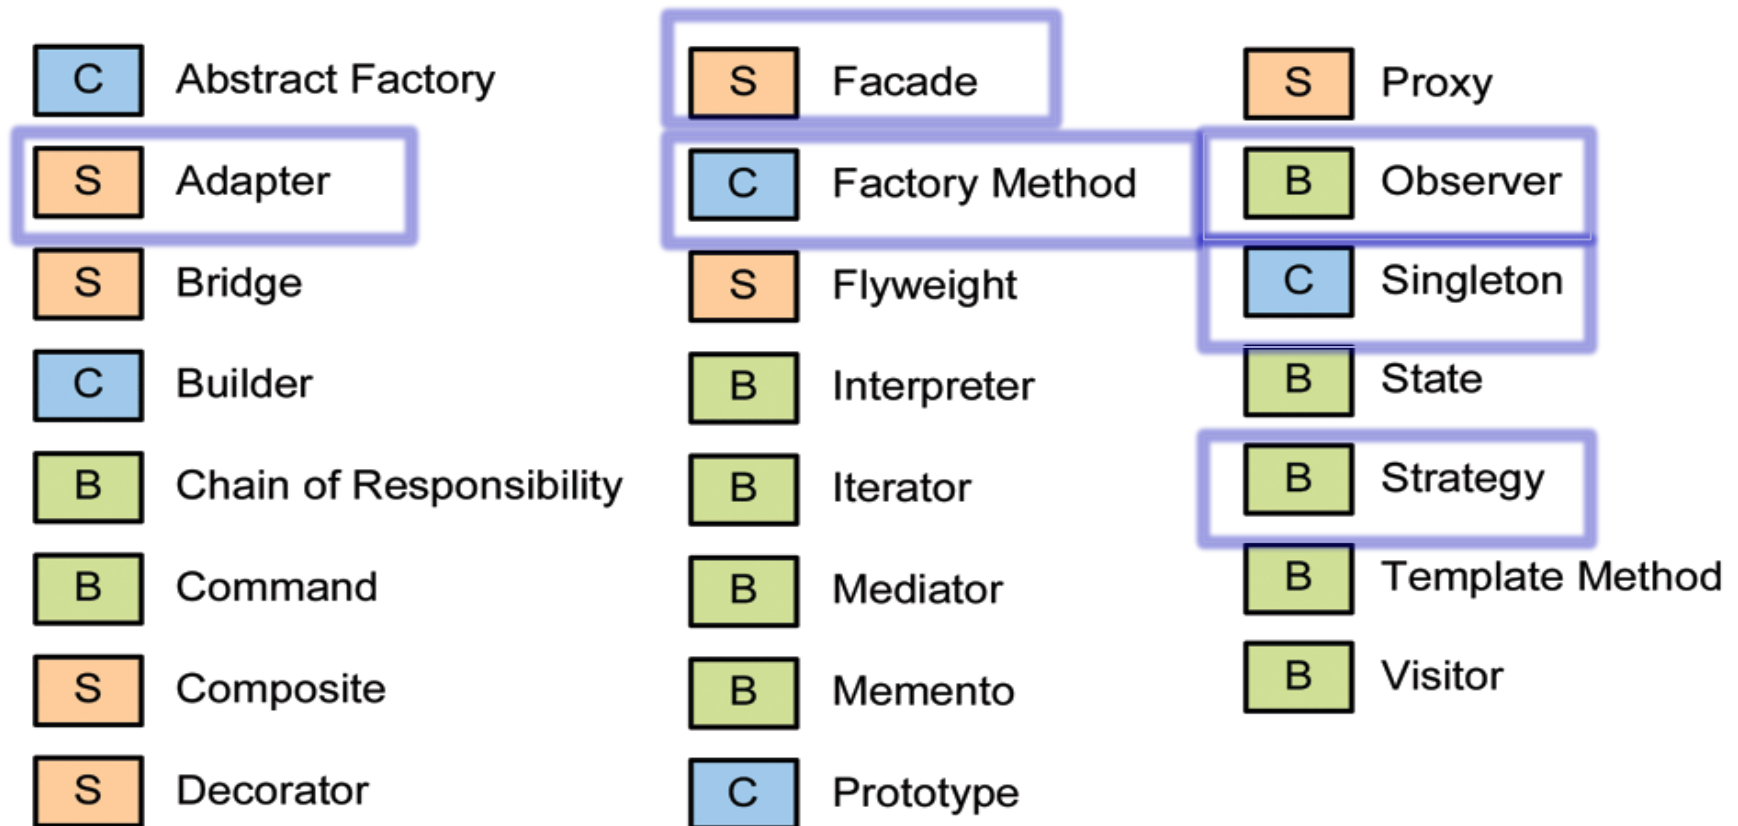 C Abstract Factory
S Adapter
S Bridge
C Builder
B Chain of Responsibility
B Command
S Composite
S Decorator
S Facade
C Factory Method
S Flyweight
B Interpreter
B Iterator
B Mediator
B Memento
C Prototype
S Proxy
B Observer
C Singleton
B State
B Strategy
B Template Method
B Visitor